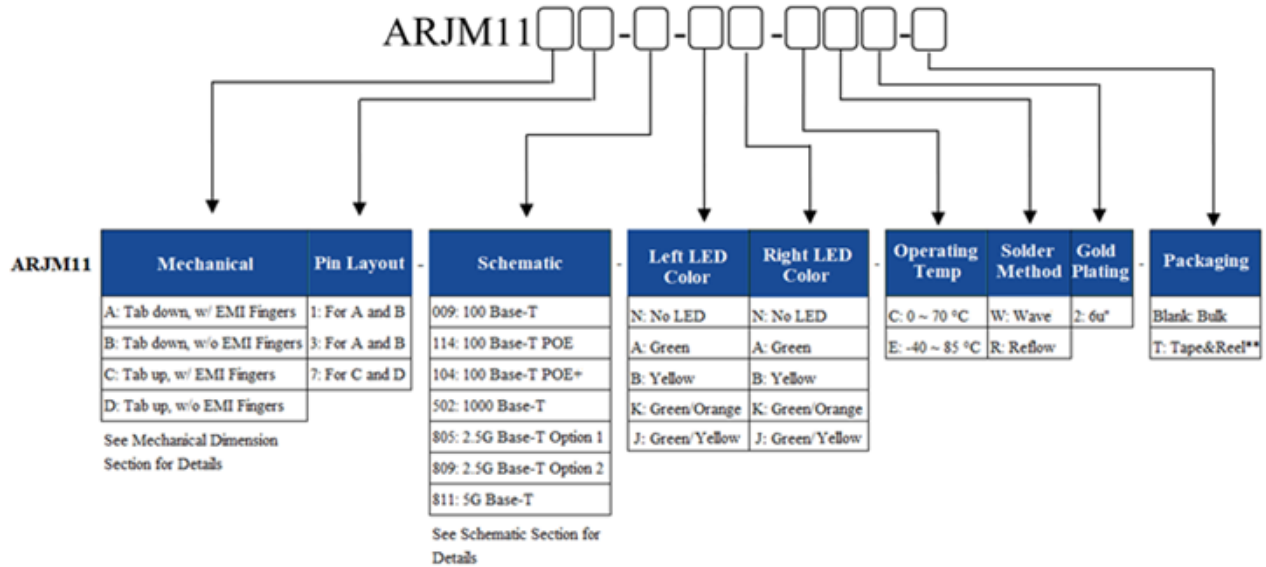 ARJM11 - - - -
ARJM11
Mechanical
Pin Layout
-
Schematic
-
Left LED
Color
Right LED
Color
-
Operating
Temp
Solder
Method
Gold
Plating
-
Packaging
A: Tab down, w/ EMI Fingers
B: Tab down, w/o EMI Fingers
C: Tab up, w/ EMI Fingers
D: Tab up, w/o EMI Fingers
See Mechanical Dimension
Section for Details
1: For A and B
3: For A and B
7: For C and D
009: 100 Base-T
114: 100 Base-T POE
104: 100 Base-T POE+
502: 1000 Base-T
805: 2.5G Base-T Option 1
809: 2.5G Base-T Option 2
811: 5G Base-T
See Schematic Section for
Details
N: No LED
A: Green
B: Yellow
K: Green/Orange
J: Green/Yellow
N: No LED
A: Green
B: Yellow
K: Green/Orange
J: Green/Yellow
C: 0 ~ 70 °C
E: -40 ~ 85 °C
W: Wave
R: Reflow
2: 6u"
Blank: Bulk
T: Tape&Reel**